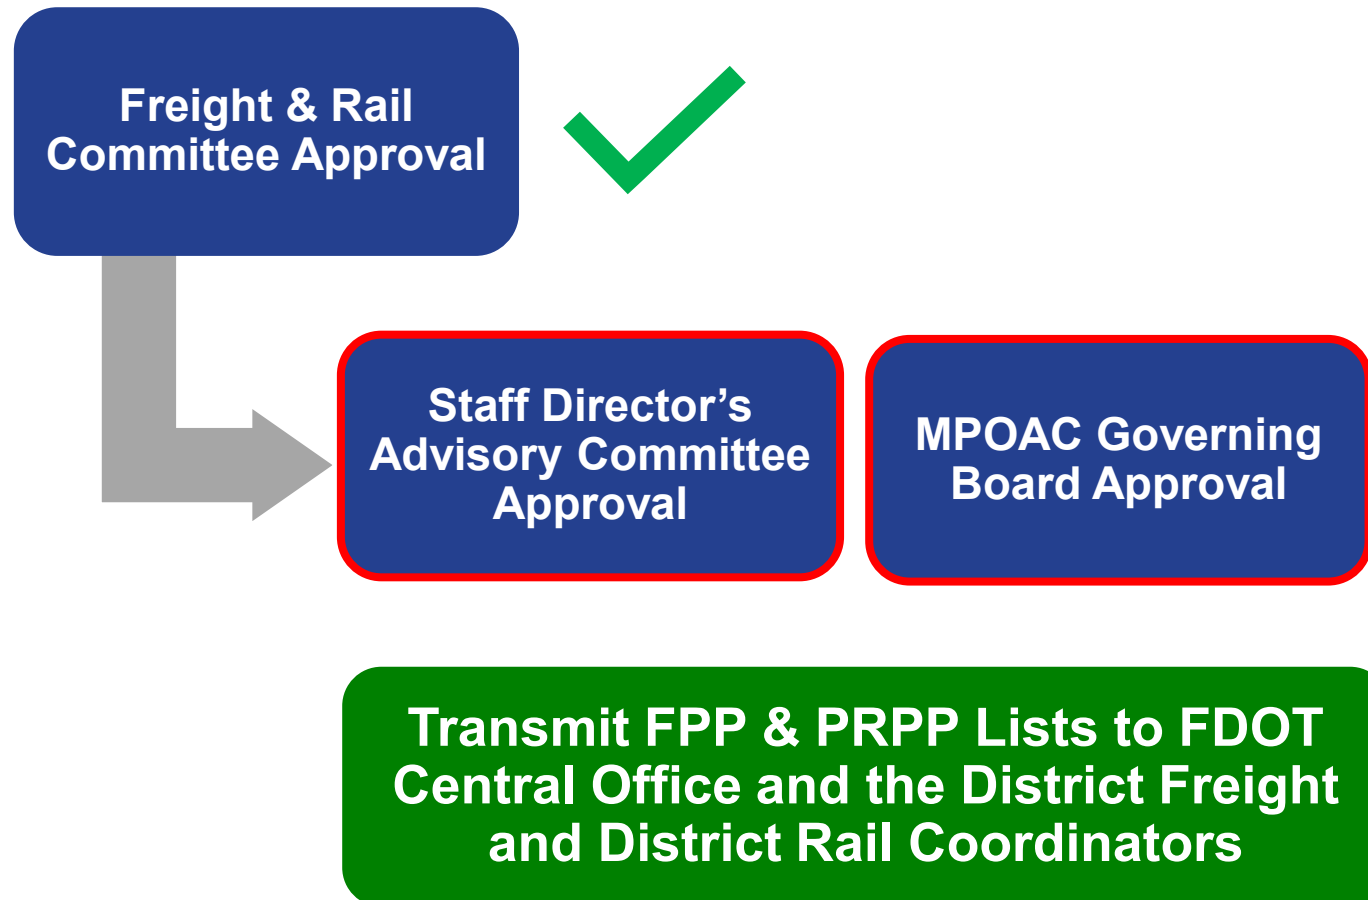 Freight & Rail
Committee Approval
Staff Director’s
Advisory Committee
Approval
MPOAC Governing
Board Approval
Transmit FPP & PRPP Lists to FDOT
Central Office and the District Freight
and District Rail Coordinators